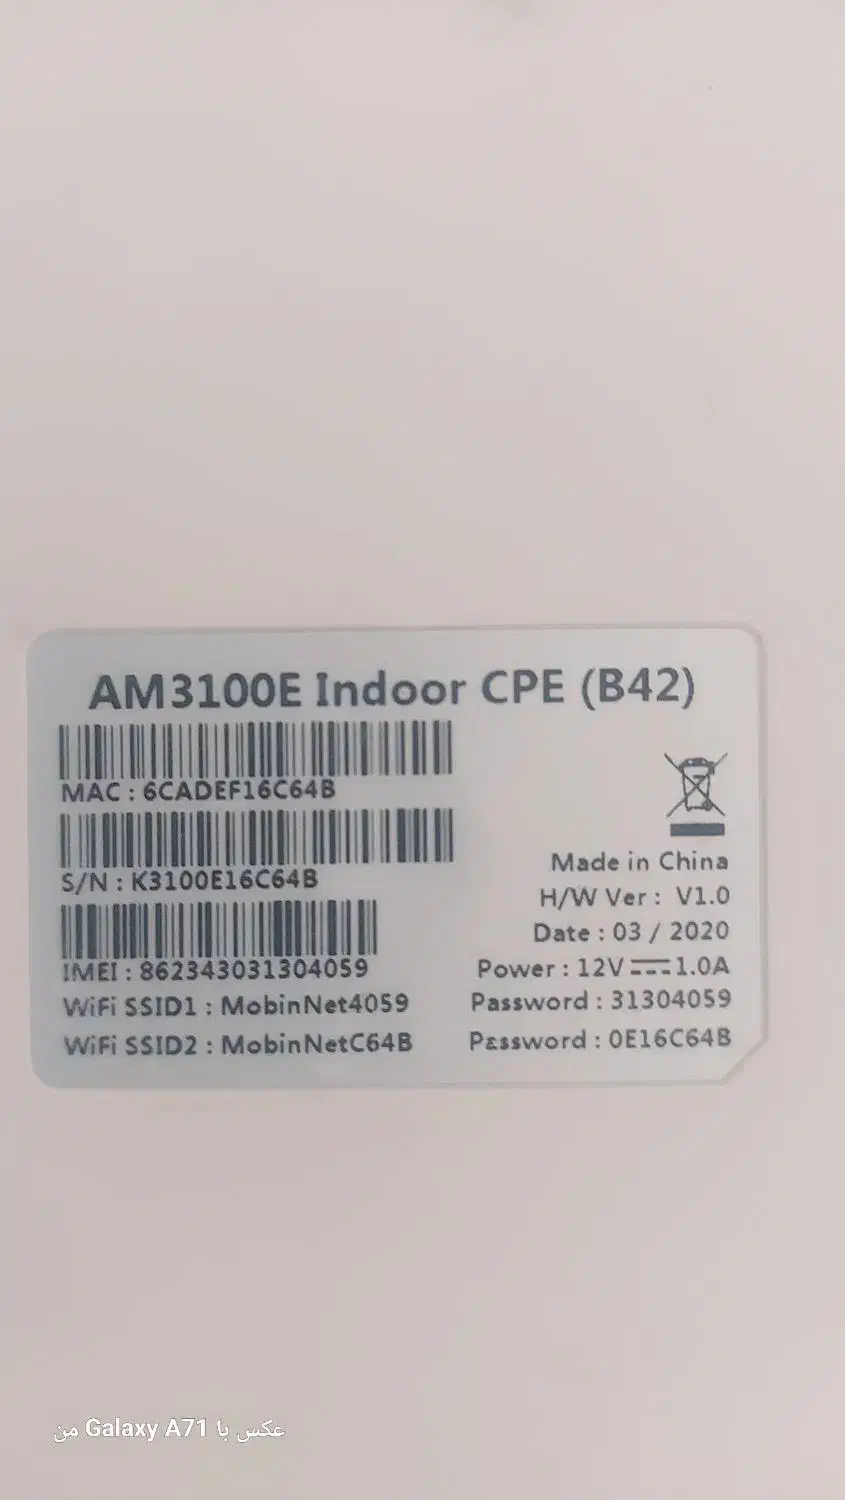 AM3100E Indoor CPE (B42)
MAC : 6CADEF16C64B
S/N : K3100E16C64B
IMEI : 862343031304059
Made in China
H/W Ver : V1.0
Date : 03 / 2020
Power : 12V ⎓ 1.0A
WiFi SSID1 : MobinNet4059 Password : 31304059
WiFi SSID2 : MobinNetC64B Password : 0E16C64B
عکس با Galaxy A71 من